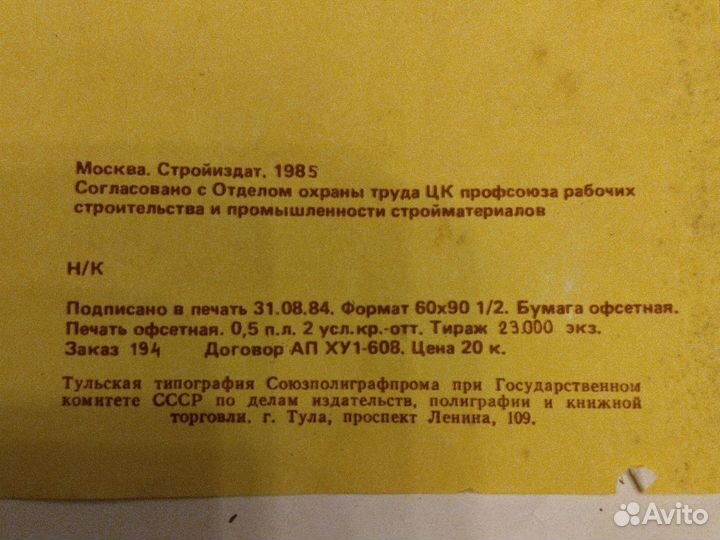 Москва. Стройиздат. 1985
Согласовано с Отделом охраны труда ЦК профсоюза рабочих
строительства и промышленности стройматериалов
Н/К
Подписано в печать 31.08.84. Формат 60х90 1/2. Бумага офсетная.
Печать офсетная. 0,5 п.л. 2 усл.кр.-отт. Тираж 23.000 экз.
Заказ 194 Договор АП ХУ1-608. Цена 20 к.
Тульская типография Союзполиграфпрома при Государственном
комитете СССР по делам издательств, полиграфии и книжной
торговли. г. Тула, проспект Ленина, 109.
Avito